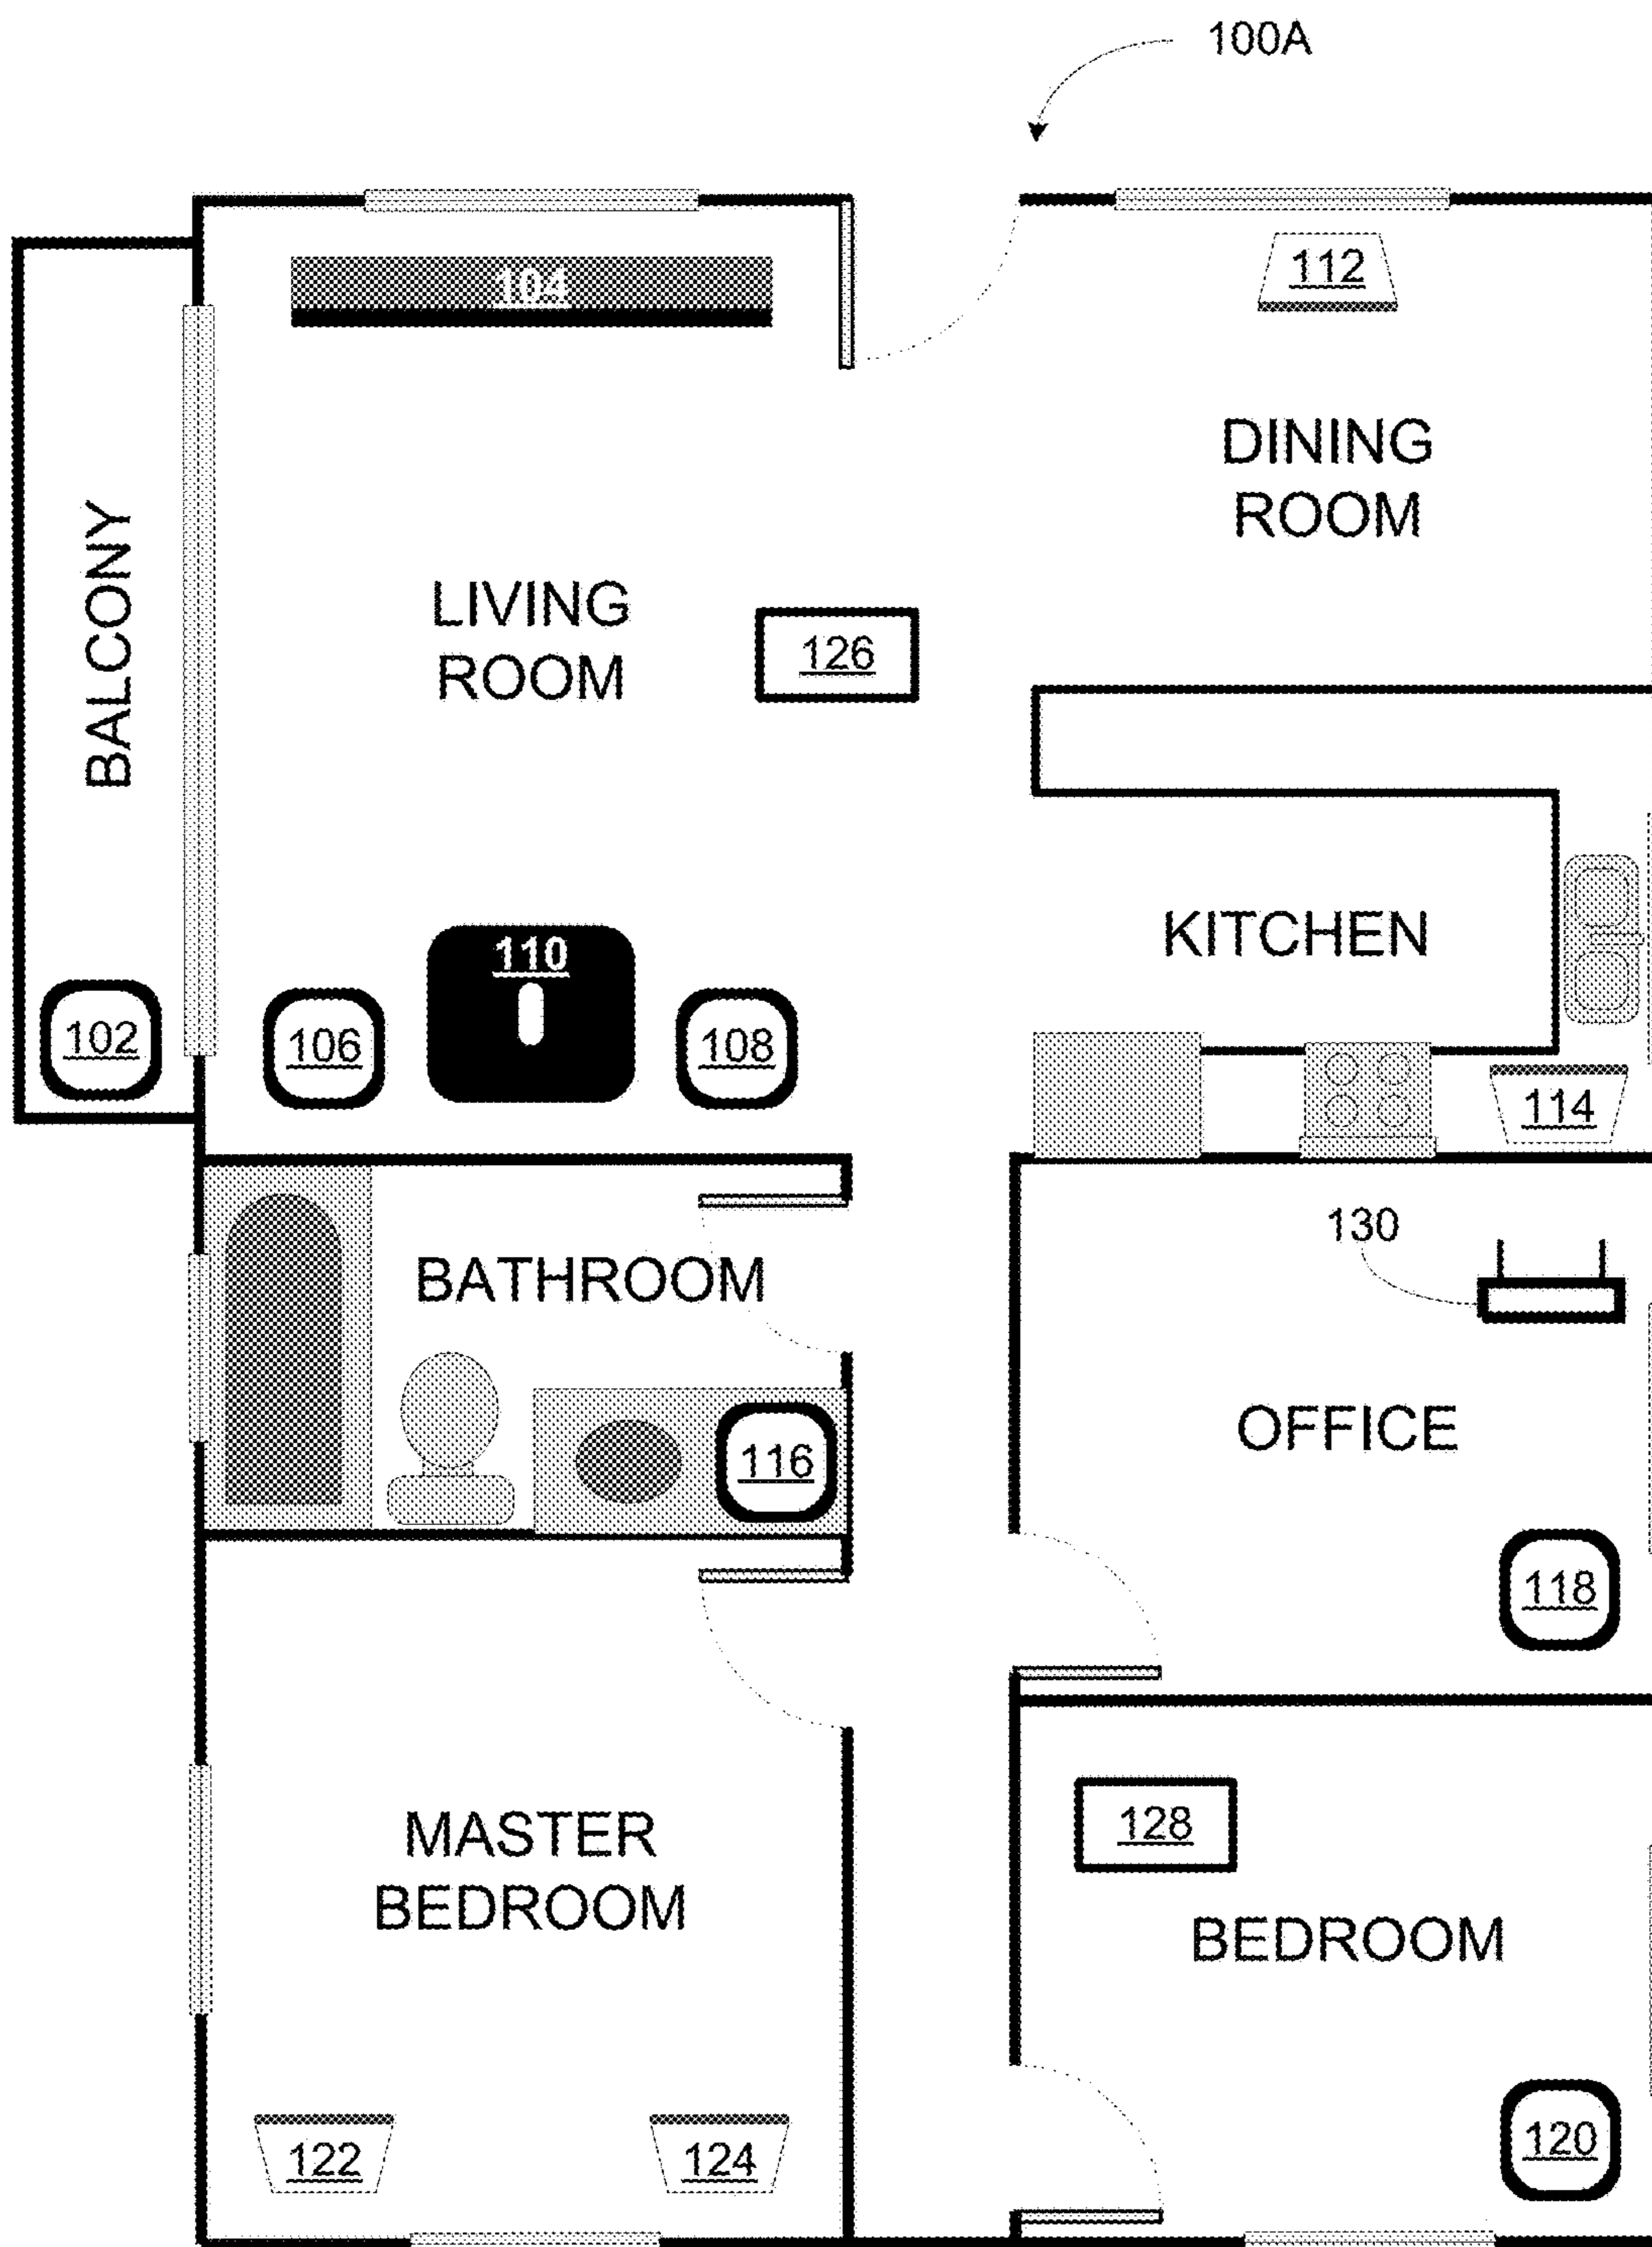 100A
104
112
DINING
ROOM
BALCONY
LIVING
ROOM
126
KITCHEN
110
102
106
108
114
130
BATHROOM
OFFICE
116
118
128
MASTER
BEDROOM
BEDROOM
120
122
124